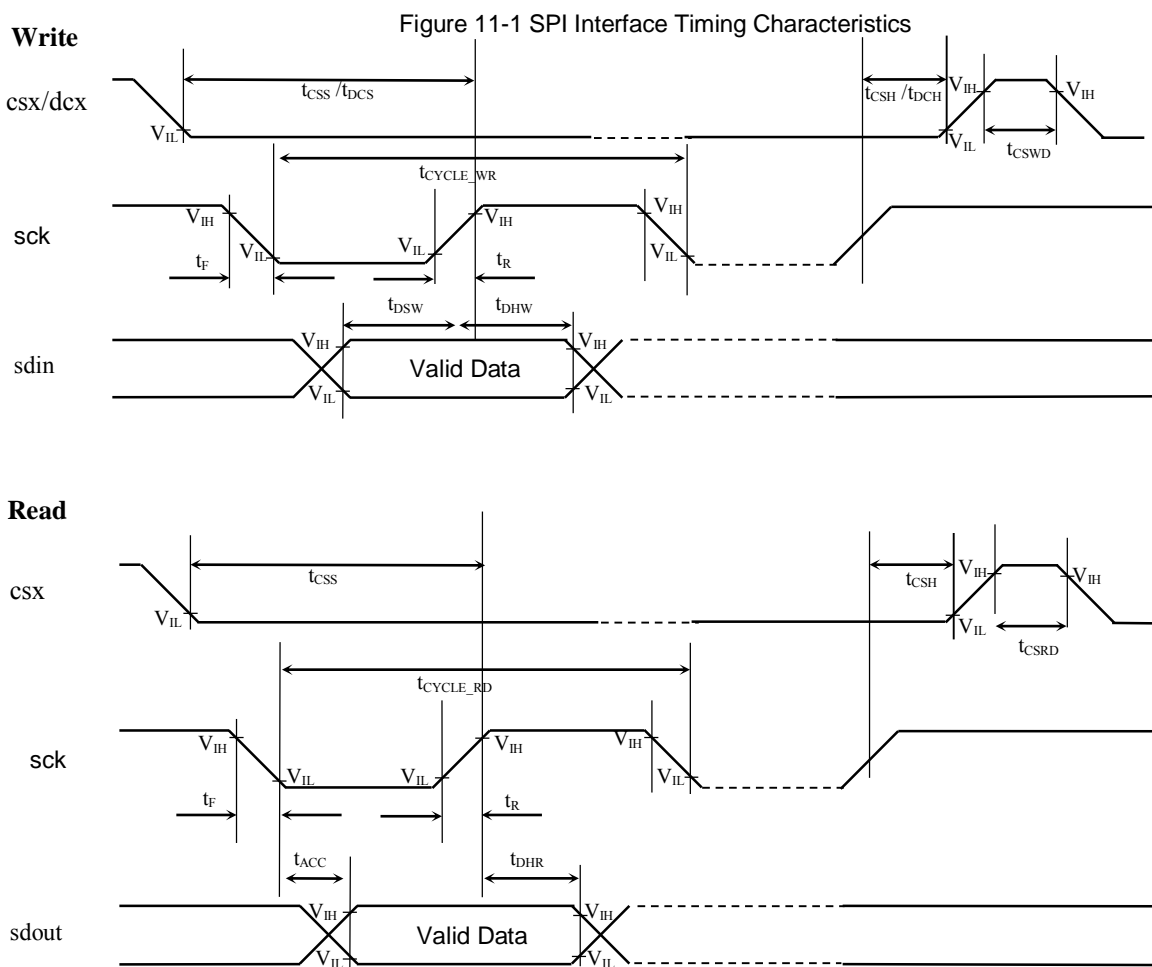 Figure 11-1 SPI Interface Timing Characteristics
Write
csx/dcx
tCSS /tDCS
tCSH /tDCH
VIH
VIH
VIL
VIL
tCSWD
tCYCLE_WR
sck
VIH
VIL
VIL
VIH
VIH
VIL
tF
tR
tDSW
tDHW
sdin
VIH
VIH
Valid Data
VIL
VIL
Read
csx
tCSS
tCSH
VIH
VIH
VIL
VIL
tCSRD
tCYCLE_RD
sck
VIH
VIL
VIL
VIH
VIH
VIL
tF
tR
tACC
tDHR
sdout
VIH
VIH
Valid Data
VIL
VIL